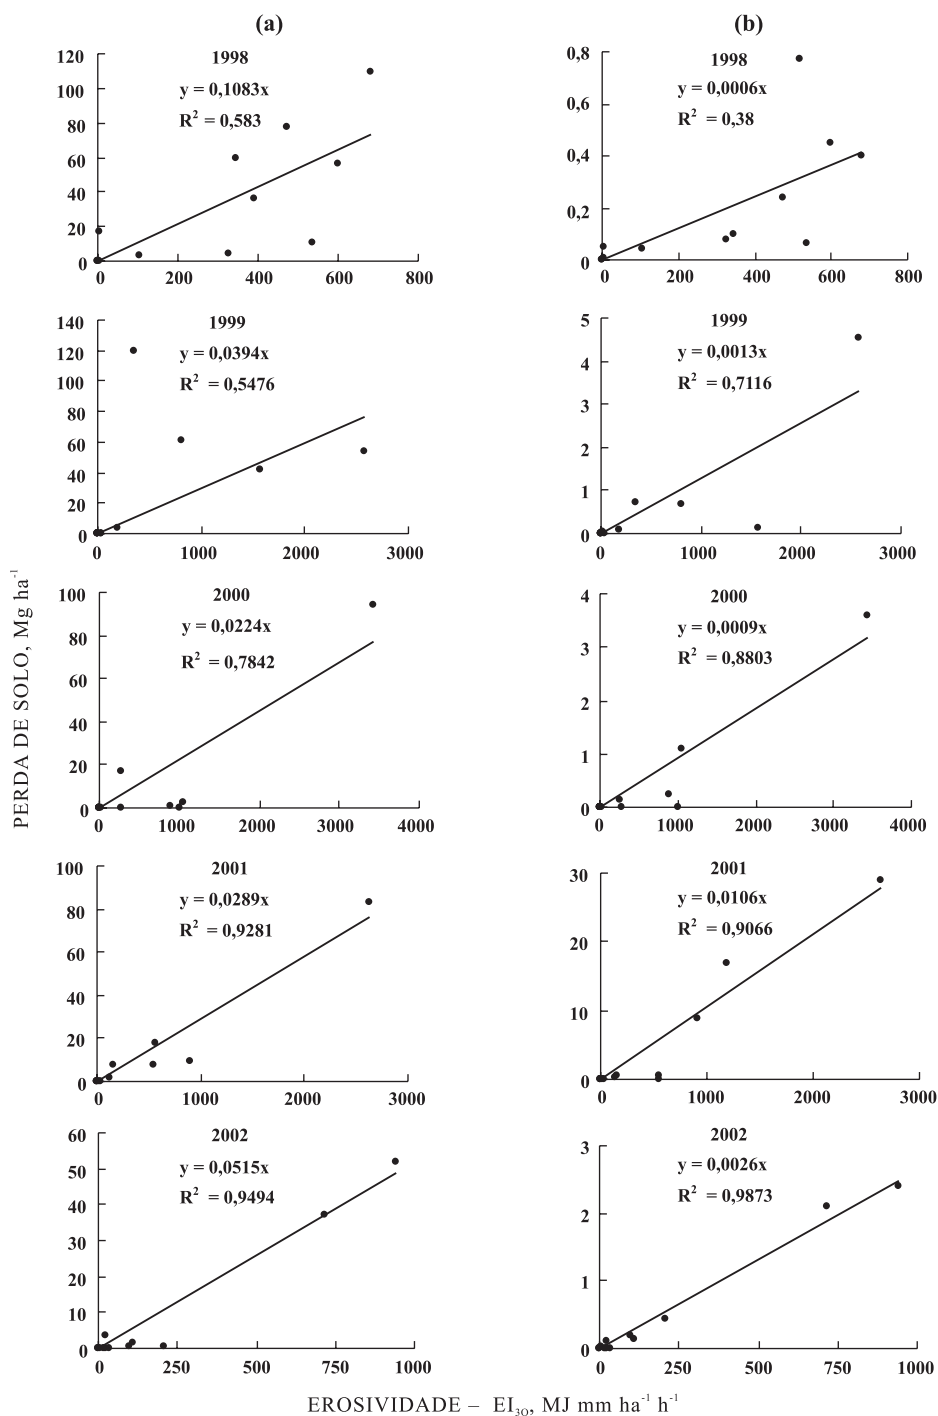 (a)
(b)
1998
y = 0,1083x
R² = 0,583
120
100
80
60
40
20
0
0 200 400 600 800
1998
y = 0,0006x
R² = 0,38
0,8
0,6
0,4
0,2
0
0 200 400 600 800
1999
y = 0,0394x
R² = 0,5476
140
120
100
80
60
40
20
0
0 1000 2000 3000
1999
y = 0,0013x
R² = 0,7116
5
4
3
2
1
0
0 1000 2000 3000
PERDA DE SOLO, Mg ha⁻¹
2000
y = 0,0224x
R² = 0,7842
100
80
60
40
20
0
0 1000 2000 3000 4000
2000
y = 0,0009x
R² = 0,8803
4
3
2
1
0
0 1000 2000 3000 4000
2001
y = 0,0289x
R² = 0,9281
100
80
60
40
20
0
0 1000 2000 3000
2001
y = 0,0106x
R² = 0,9066
30
20
10
0
0 1000 2000 3000
2002
y = 0,0515x
R² = 0,9494
60
50
40
30
20
10
0
0 250 500 750 1000
2002
y = 0,0026x
R² = 0,9873
3
2
1
0
0 250 500 750 1000
EROSIVIDADE – EI₃₀, MJ mm ha⁻¹ h⁻¹